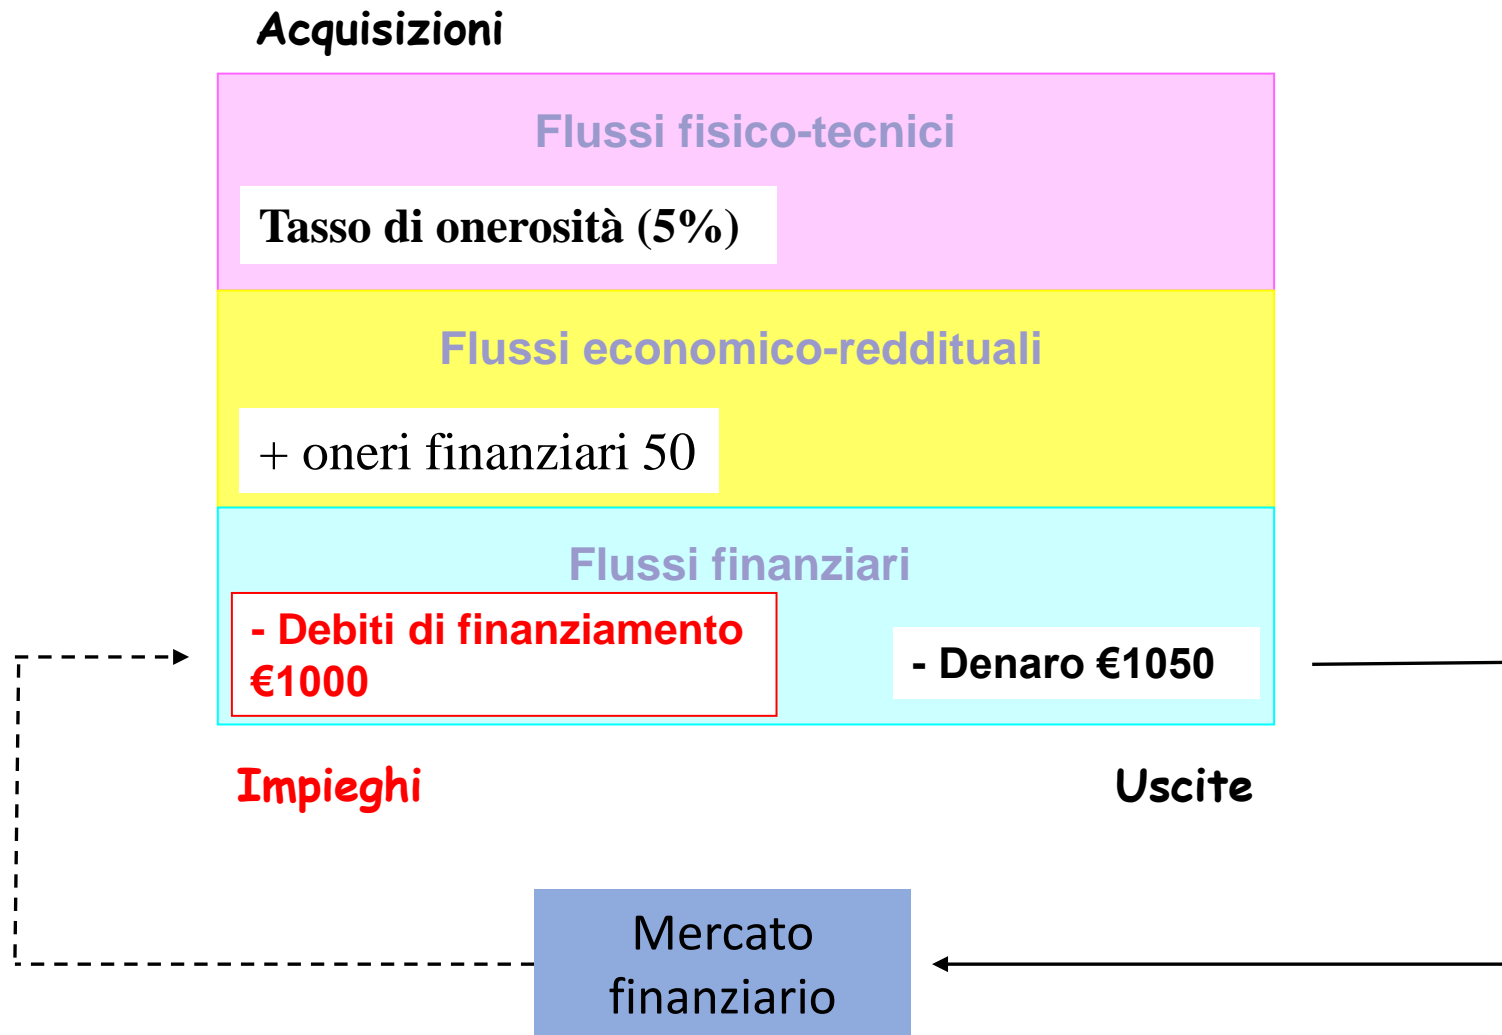 Acquisizioni
Flussi fisico-tecnici
Tasso di onerosità (5%)
Flussi economico-reddituali
+ oneri finanziari 50
Flussi finanziari
- Debiti di finanziamento
€1000
- Denaro €1050
Impieghi
Uscite
Mercato
finanziario